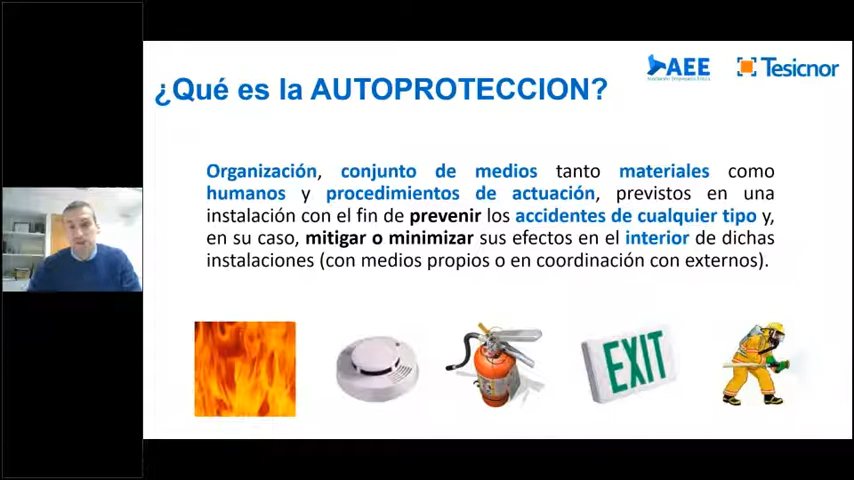 ¿Qué es la AUTOPROTECCION?
AEE
Tesicnor
Organización, conjunto de medios tanto materiales como
humanos y procedimientos de actuación, previstos en una
instalación con el fin de prevenir los accidentes de cualquier tipo y,
en su caso, mitigar o minimizar sus efectos en el interior de dichas
instalaciones (con medios propios o en coordinación con externos).
EXIT